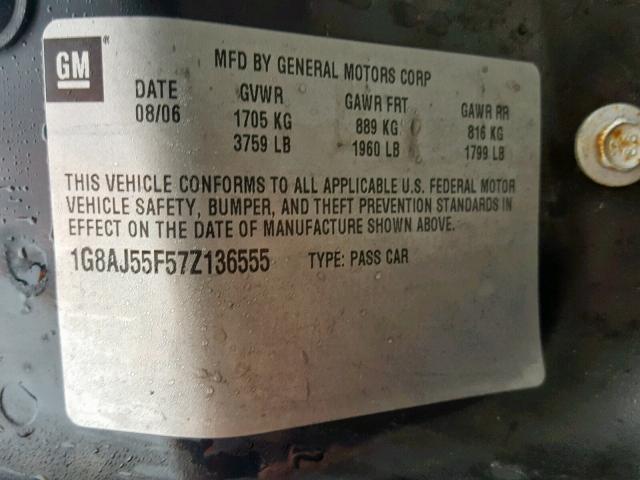 GM®
MFD BY GENERAL MOTORS CORP
DATE GVWR GAWR FRT GAWR RR
08/06 1705 KG 889 KG 816 KG
3759 LB 1960 LB 1799 LB
THIS VEHICLE CONFORMS TO ALL APPLICABLE U.S. FEDERAL MOTOR
VEHICLE SAFETY, BUMPER, AND THEFT PREVENTION STANDARDS IN
EFFECT ON THE DATE OF MANUFACTURE SHOWN ABOVE.
1G8AJ55F57Z136555 TYPE: PASS CAR